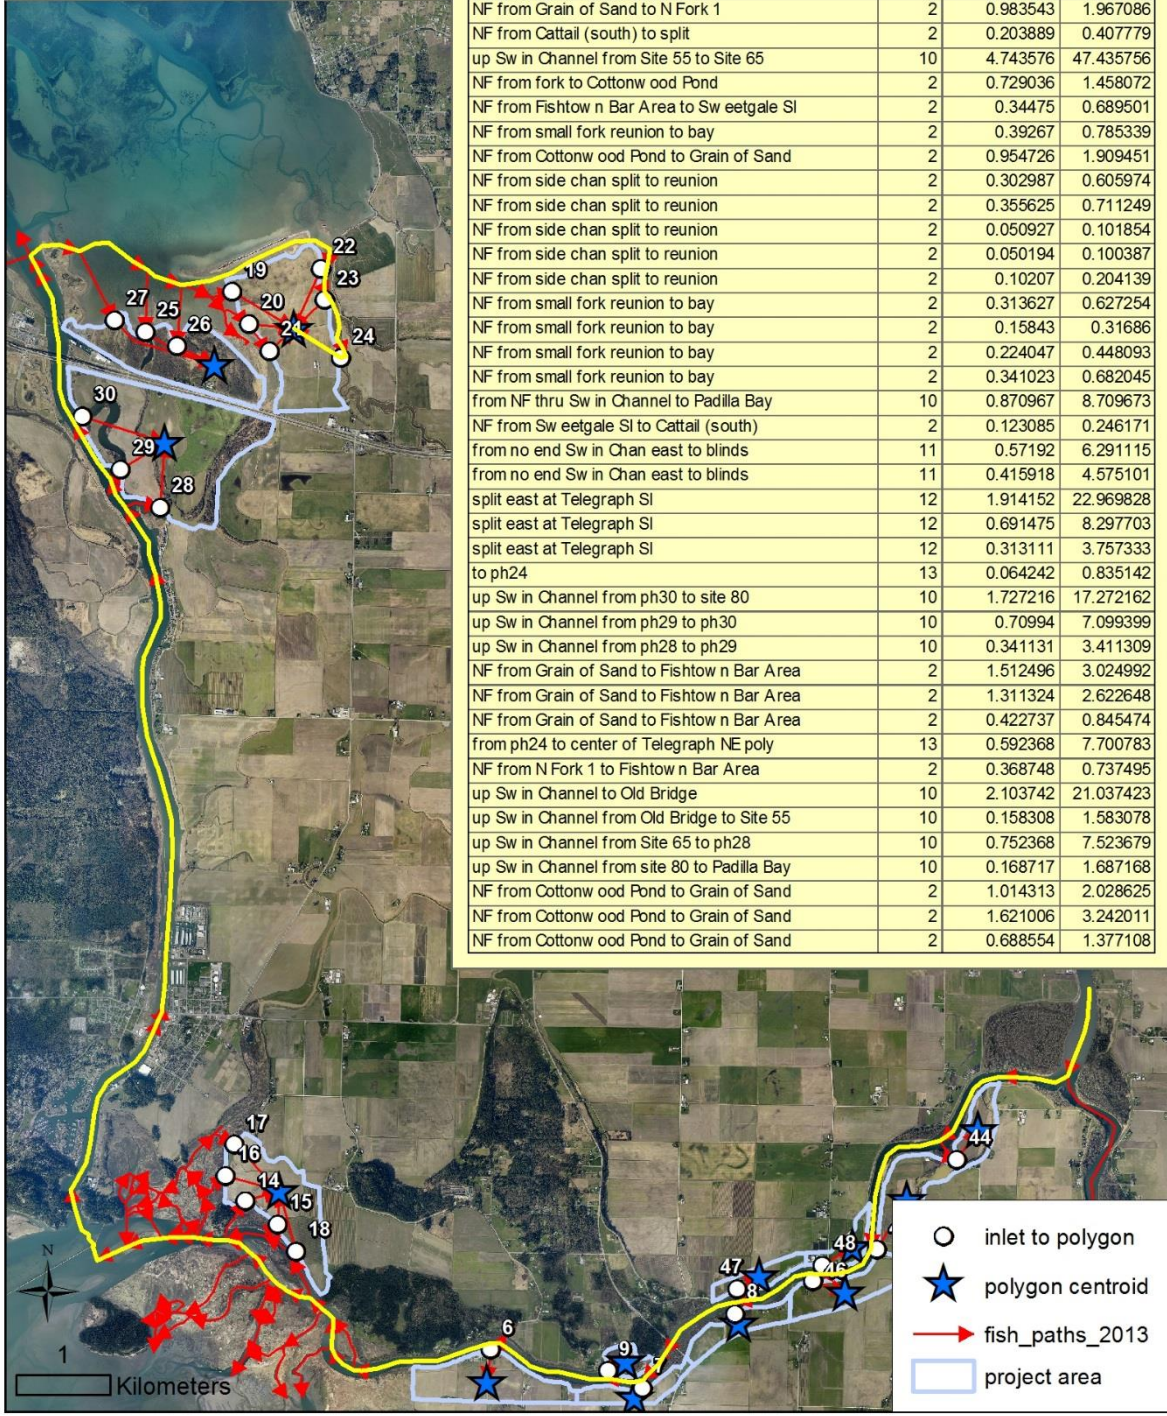 NF from Grain of Sand to N Fork 1 2 0.983543 1.967086
NF from Cattail (south) to split 2 0.203889 0.407779
up Sw in Channel from Site 55 to Site 65 10 4.743576 47.435756
NF from fork to Cottonw ood Pond 2 0.729036 1.458072
NF from Fishtow n Bar Area to Sw eetgale Sl 2 0.34475 0.689501
NF from small fork reunion to bay 2 0.39267 0.785339
NF from Cottonw ood Pond to Grain of Sand 2 0.954726 1.909451
NF from side chan split to reunion 2 0.302987 0.605974
NF from side chan split to reunion 2 0.355625 0.711249
NF from side chan split to reunion 2 0.050927 0.101854
NF from side chan split to reunion 2 0.050194 0.100387
NF from side chan split to reunion 2 0.10207 0.204139
NF from small fork reunion to bay 2 0.313627 0.627254
NF from small fork reunion to bay 2 0.15843 0.31686
NF from small fork reunion to bay 2 0.224047 0.448093
NF from small fork reunion to bay 2 0.341023 0.682045
from NF thru Sw in Channel to Padilla Bay 10 0.870967 8.709673
NF from Sw eetgale Sl to Cattail (south) 2 0.123085 0.246171
from no end Sw in Chan east to blinds 11 0.57192 6.291115
from no end Sw in Chan east to blinds 11 0.415918 4.575101
split east at Telegraph Sl 12 1.914152 22.969828
split east at Telegraph Sl 12 0.691475 8.297703
split east at Telegraph Sl 12 0.313111 3.757333
to ph24 13 0.064242 0.835142
up Sw in Channel from ph30 to site 80 10 1.727216 17.272162
up Sw in Channel from ph29 to ph30 10 0.70994 7.099399
up Sw in Channel from ph28 to ph29 10 0.341131 3.411309
NF from Grain of Sand to Fishtow n Bar Area 2 1.512496 3.024992
NF from Grain of Sand to Fishtow n Bar Area 2 1.311324 2.622648
NF from Grain of Sand to Fishtow n Bar Area 2 0.422737 0.845474
from ph24 to center of Telegraph NE poly 13 0.592368 7.700783
NF from N Fork 1 to Fishtow n Bar Area 2 0.368748 0.737495
up Sw in Channel to Old Bridge 10 2.103742 21.037423
up Sw in Channel from Old Bridge to Site 55 10 0.158308 1.583078
up Sw in Channel from Site 65 to ph28 10 0.752368 7.523679
up Sw in Channel from site 80 to Padilla Bay 10 0.168717 1.687168
NF from Cottonw ood Pond to Grain of Sand 2 1.014313 2.028625
NF from Cottonw ood Pond to Grain of Sand 2 1.621006 3.242011
NF from Cottonw ood Pond to Grain of Sand 2 0.688554 1.377108
22
19
23
27
25
20
26
21
24
30
29
28
17
16
14
15
18
44
48
47
46
8
6
9
7
N
1
Kilometers
inlet to polygon
polygon centroid
fish_paths_2013
project area